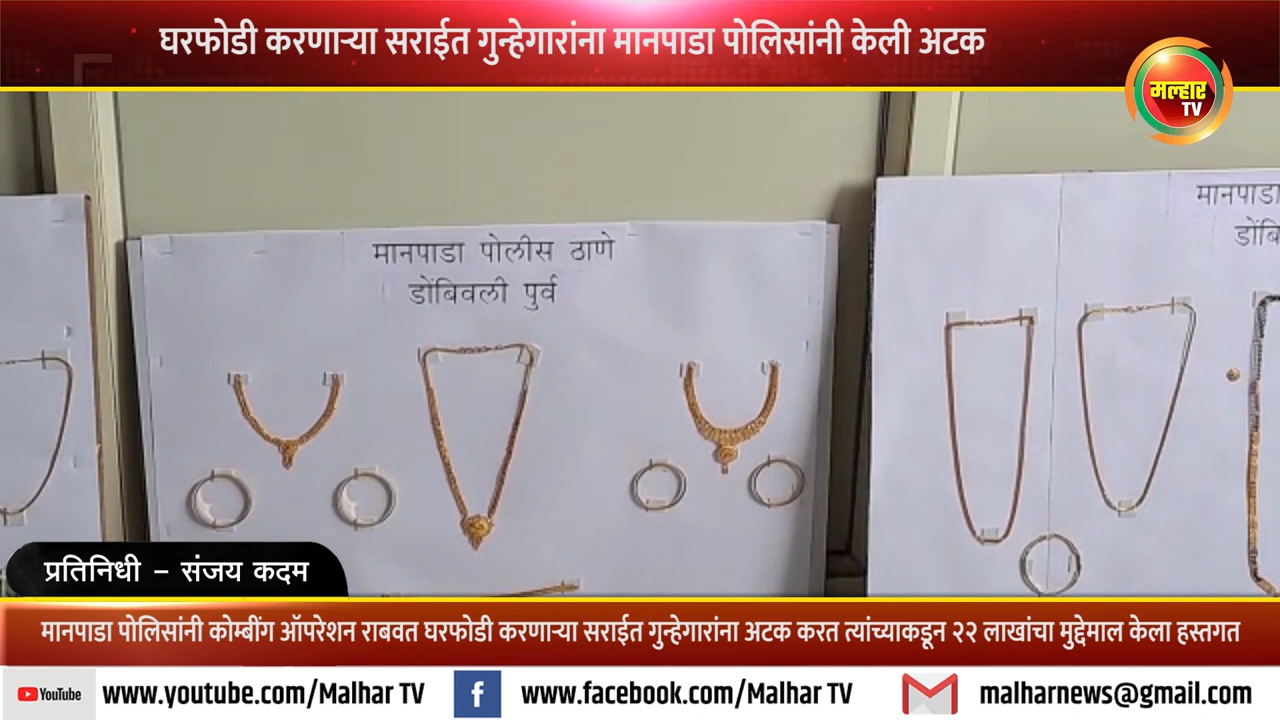 घरफोडी करणाऱ्या सराईत गुन्हेगारांना मानपाडा पोलिसांनी केली अटक
मल्हार
TV
मानपाडा पोलीस ठाणे
डोंबिवली पुर्व
मानपाडा
प्रतिनिधी – संजय कदम
मानपाडा पोलिसांनी कोम्बींग ऑपरेशन राबवत घरफोडी करणाऱ्या सराईत गुन्हेगारांना अटक करत त्यांच्याकडून २२ लाखांचा मुद्देमाल केला हस्तगत
YouTube www.youtube.com/Malhar TV www.facebook.com/Malhar TV malharnews@gmail.com